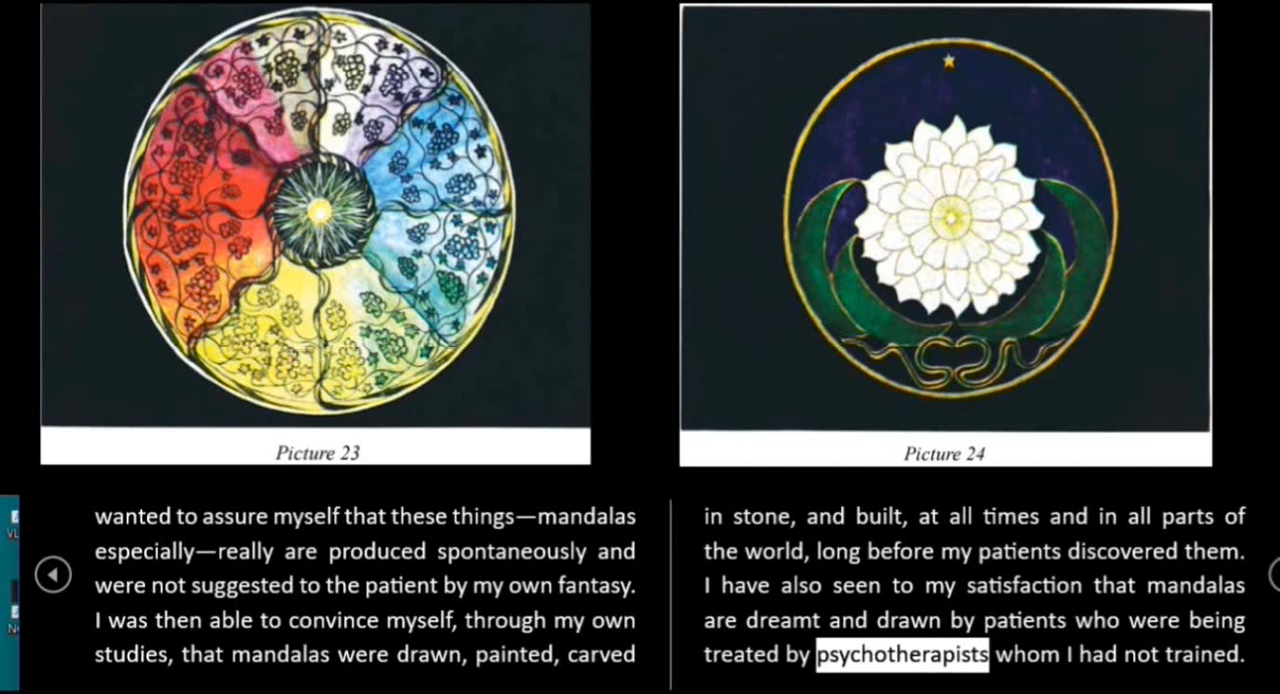 Picture 23
Picture 24
wanted to assure myself that these things—mandalas
especially—really are produced spontaneously and
were not suggested to the patient by my own fantasy.
I was then able to convince myself, through my own
studies, that mandalas were drawn, painted, carved
in stone, and built, at all times and in all parts of
the world, long before my patients discovered them.
I have also seen to my satisfaction that mandalas
are dreamt and drawn by patients who were being
treated by psychotherapists whom I had not trained.